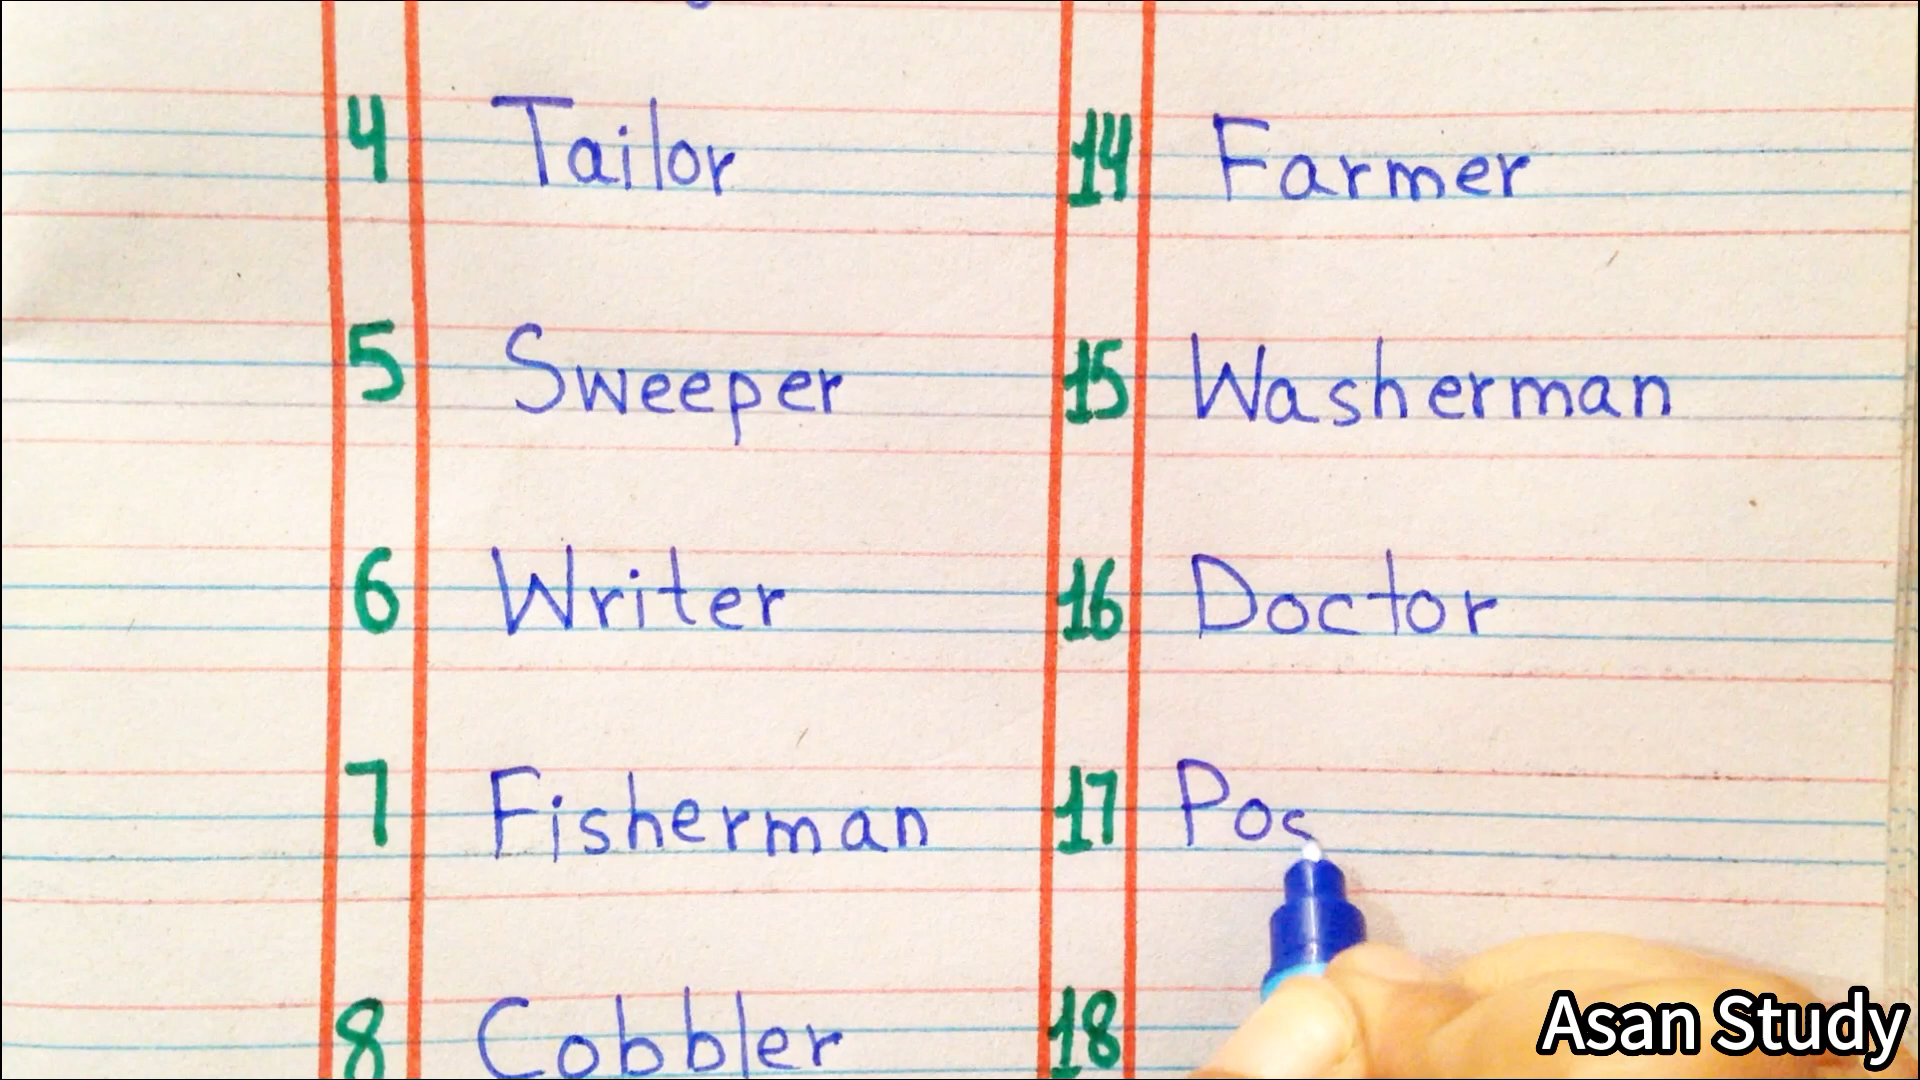 4 Tailor 14 Farmer
5 Sweeper 15 Washerman
6 Writer 16 Doctor
7 Fisherman 17 Pos
8 Cobbler 18
Asan Study